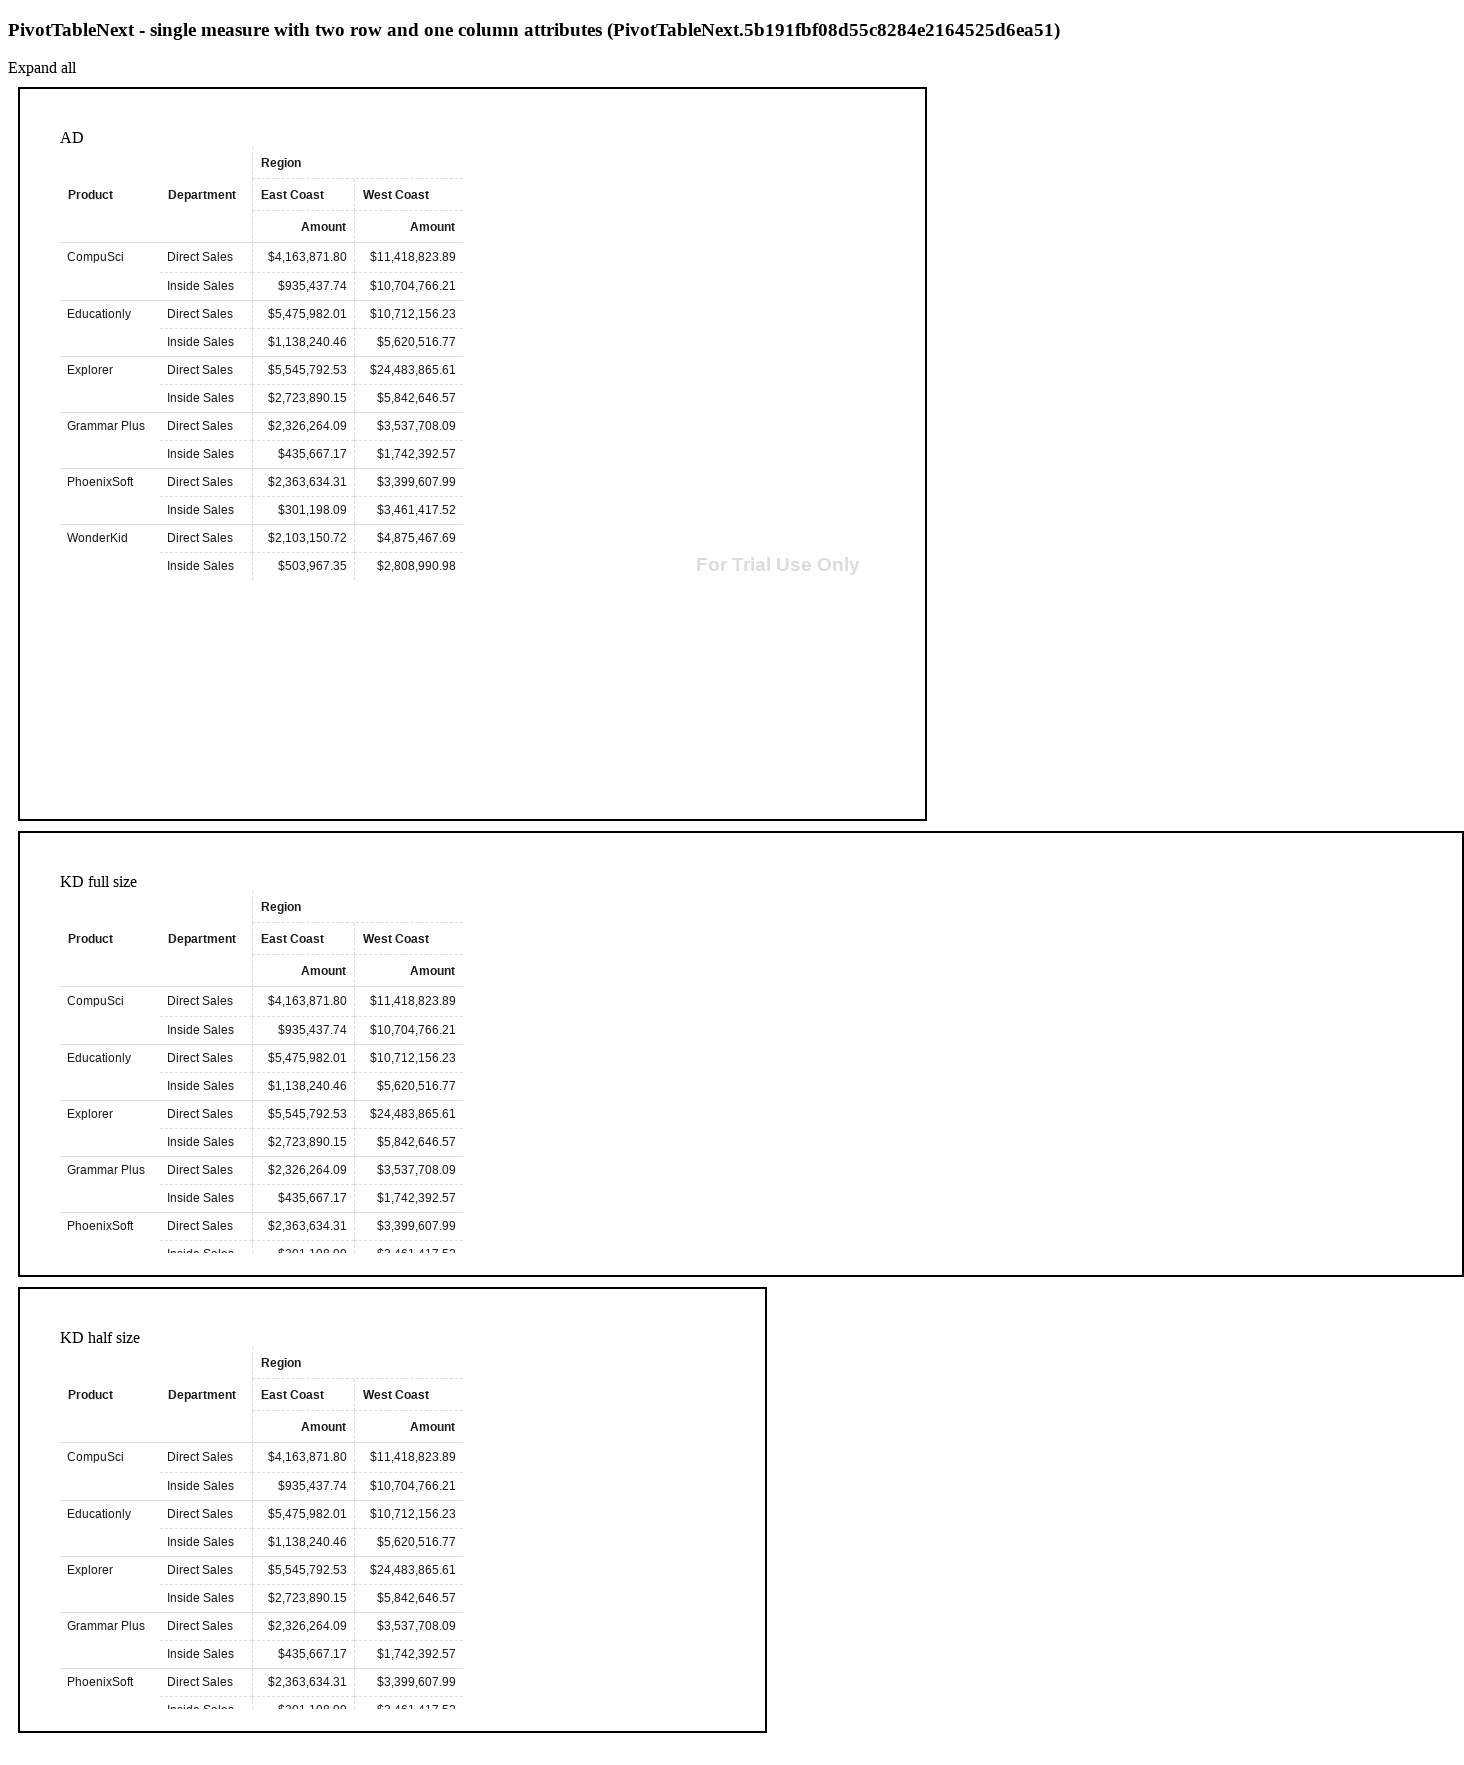 PivotTableNext - single measure with two row and one column attributes (PivotTableNext.5b191fbf08d55c8284e2164525d6ea51)
Expand all
AD
Region
Product Department East Coast West Coast
Amount Amount
CompuSci Direct Sales $4,163,871.80 $11,418,823.89
Inside Sales $935,437.74 $10,704,766.21
Educationly Direct Sales $5,475,982.01 $10,712,156.23
Inside Sales $1,138,240.46 $5,620,516.77
Explorer Direct Sales $5,545,792.53 $24,483,865.61
Inside Sales $2,723,890.15 $5,842,646.57
Grammar Plus Direct Sales $2,326,264.09 $3,537,708.09
Inside Sales $435,667.17 $1,742,392.57
PhoenixSoft Direct Sales $2,363,634.31 $3,399,607.99
Inside Sales $301,198.09 $3,461,417.52
WonderKid Direct Sales $2,103,150.72 $4,875,467.69
Inside Sales $503,967.35 $2,808,990.98
For Trial Use Only
KD full size
Region
Product Department East Coast West Coast
Amount Amount
CompuSci Direct Sales $4,163,871.80 $11,418,823.89
Inside Sales $935,437.74 $10,704,766.21
Educationly Direct Sales $5,475,982.01 $10,712,156.23
Inside Sales $1,138,240.46 $5,620,516.77
Explorer Direct Sales $5,545,792.53 $24,483,865.61
Inside Sales $2,723,890.15 $5,842,646.57
Grammar Plus Direct Sales $2,326,264.09 $3,537,708.09
Inside Sales $435,667.17 $1,742,392.57
PhoenixSoft Direct Sales $2,363,634.31 $3,399,607.99
Inside Sales $301,198.09 $3,461,417.52
KD half size
Region
Product Department East Coast West Coast
Amount Amount
CompuSci Direct Sales $4,163,871.80 $11,418,823.89
Inside Sales $935,437.74 $10,704,766.21
Educationly Direct Sales $5,475,982.01 $10,712,156.23
Inside Sales $1,138,240.46 $5,620,516.77
Explorer Direct Sales $5,545,792.53 $24,483,865.61
Inside Sales $2,723,890.15 $5,842,646.57
Grammar Plus Direct Sales $2,326,264.09 $3,537,708.09
Inside Sales $435,667.17 $1,742,392.57
PhoenixSoft Direct Sales $2,363,634.31 $3,399,607.99
Inside Sales $301,198.09 $3,461,417.52